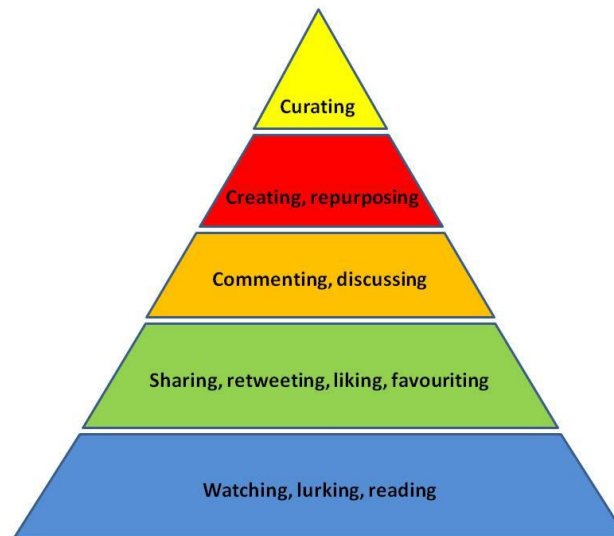 Curating
Creating, repurposing
Commenting, discussing
Sharing, retweeting, liking, favouriting
Watching, lurking, reading